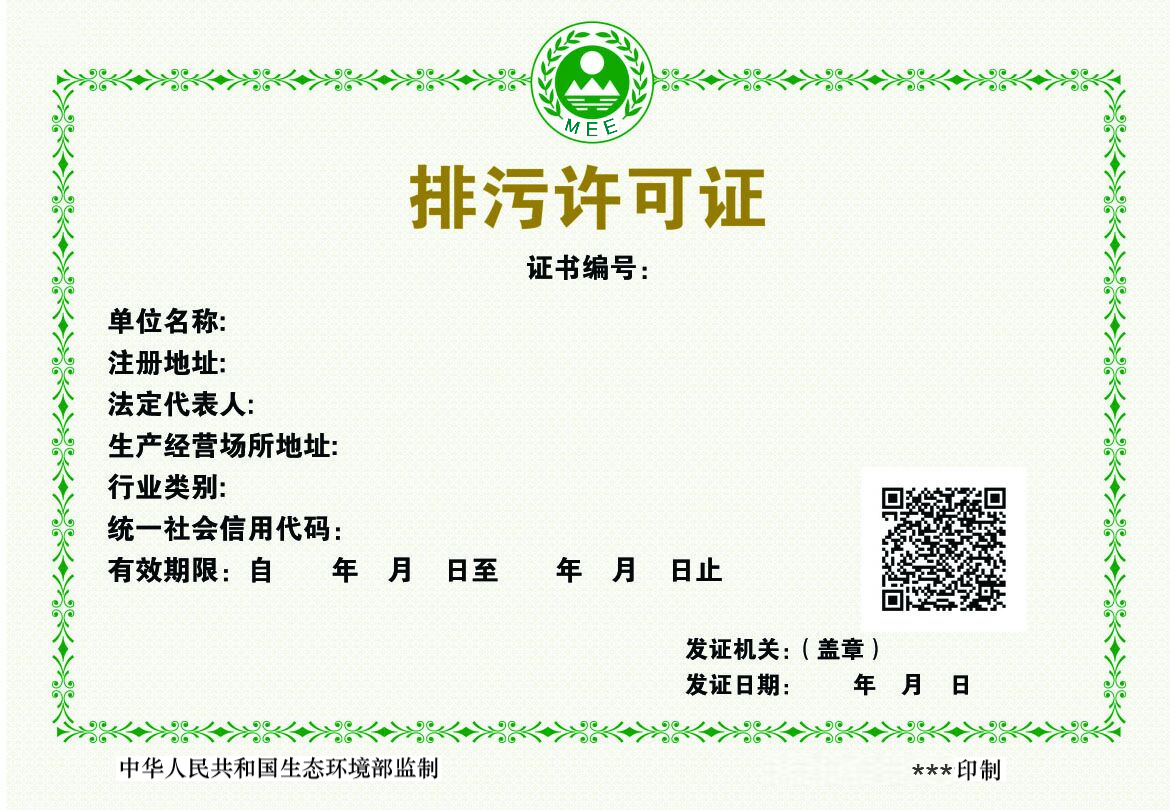 MEE
排污许可证
证书编号：
单位名称:
注册地址:
法定代表人:
生产经营场所地址:
行业类别:
统一社会信用代码：
有效期限：自 年 月 日至 年 月 日止
发证机关：（盖章）
发证日期： 年 月 日
中华人民共和国生态环境部监制
***印制